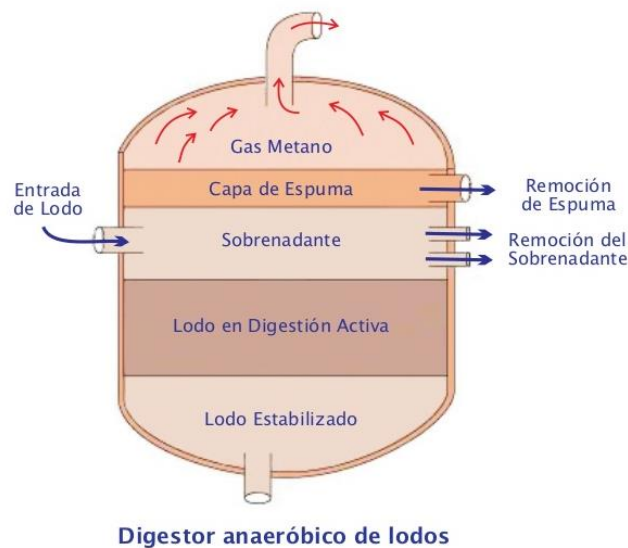 Gas Metano
Capa de Espuma
Entrada
de Lodo
Remoción
de Espuma
Sobrenadante
Remoción del
Sobrenadante
Lodo en Digestión Activa
Lodo Estabilizado
Digestor anaeróbico de lodos